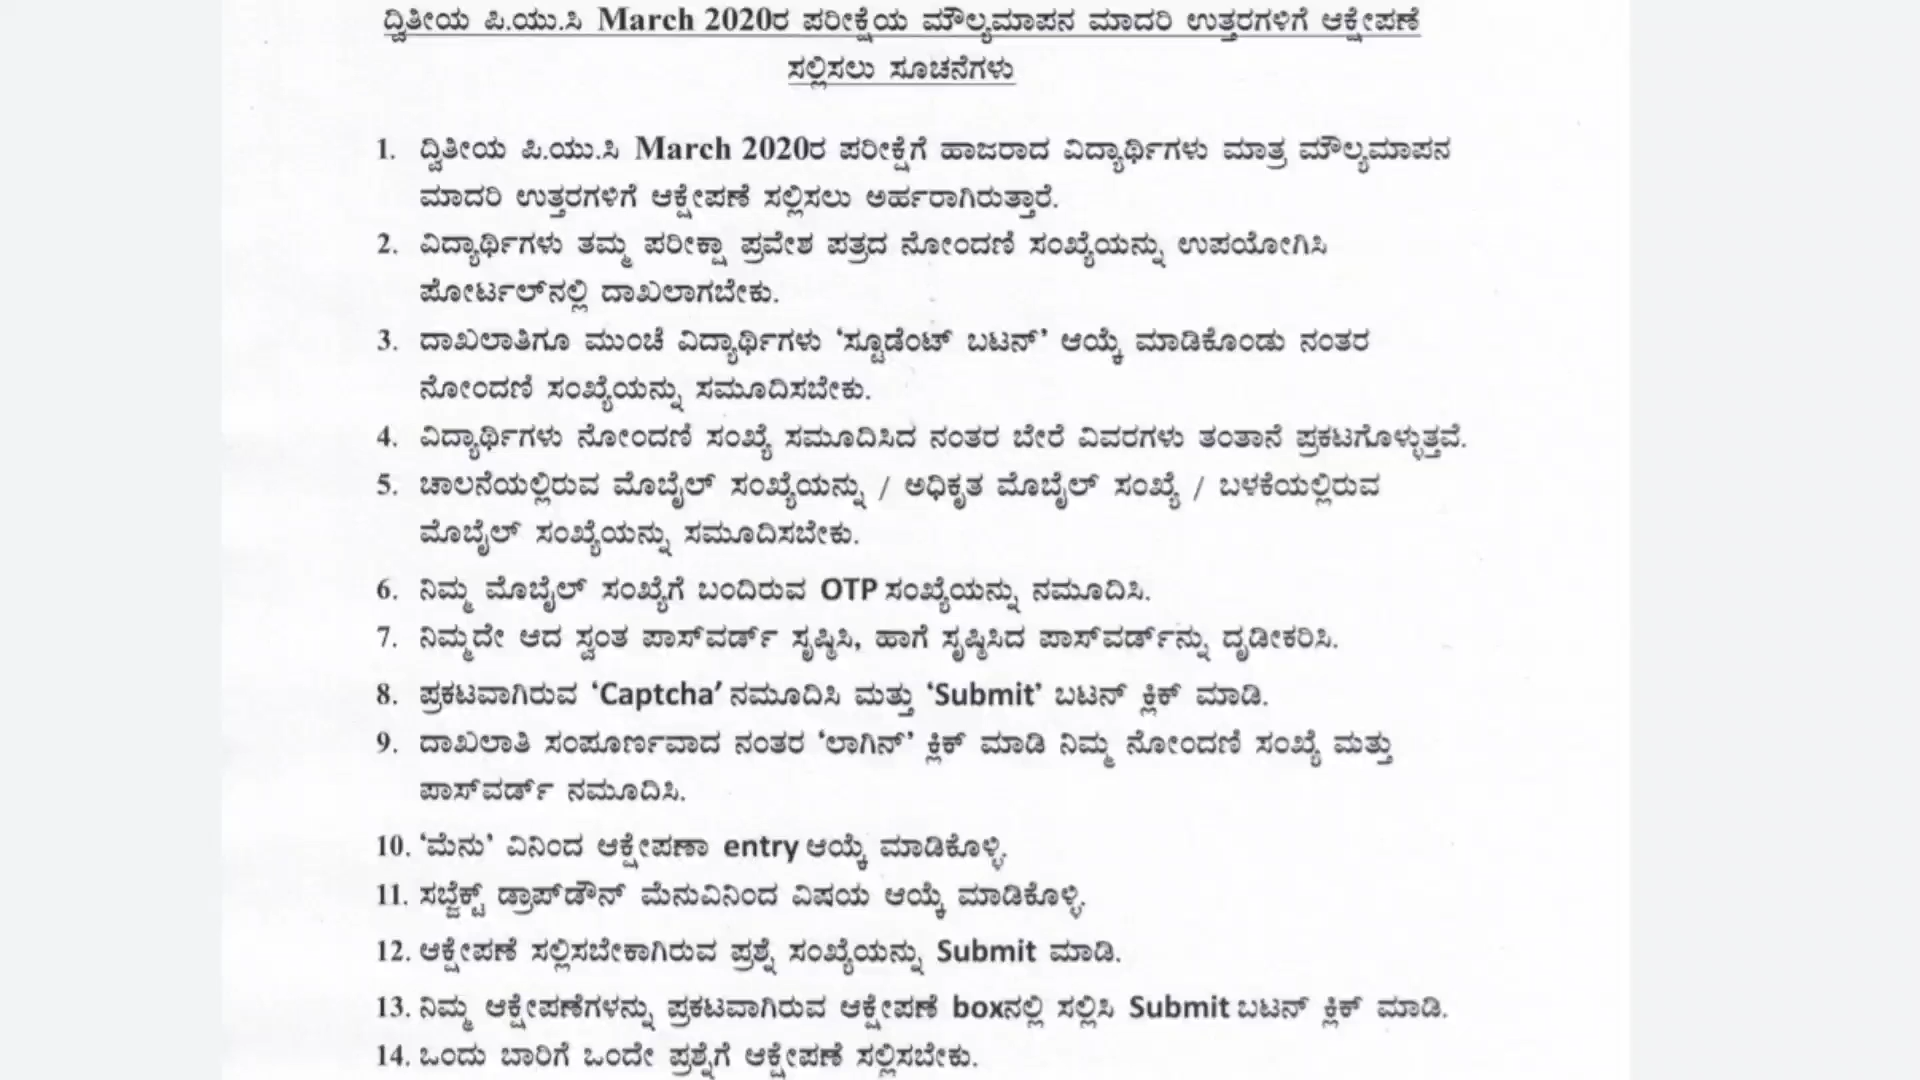 ದ್ವಿತೀಯ ಪಿ.ಯು.ಸಿ March 2020ರ ಪರೀಕ್ಷೆಯ ಮೌಲ್ಯಮಾಪನ ಮಾದರಿ ಉತ್ತರಗಳಿಗೆ ಆಕ್ಷೇಪಣೆ
ಸಲ್ಲಿಸಲು ಸೂಚನೆಗಳು
1. ದ್ವಿತೀಯ ಪಿ.ಯು.ಸಿ March 2020ರ ಪರೀಕ್ಷೆಗೆ ಹಾಜರಾದ ವಿದ್ಯಾರ್ಥಿಗಳು ಮಾತ್ರ ಮೌಲ್ಯಮಾಪನ
ಮಾದರಿ ಉತ್ತರಗಳಿಗೆ ಆಕ್ಷೇಪಣೆ ಸಲ್ಲಿಸಲು ಅರ್ಹರಾಗಿರುತ್ತಾರೆ.
2. ವಿದ್ಯಾರ್ಥಿಗಳು ತಮ್ಮ ಪರೀಕ್ಷಾ ಪ್ರವೇಶ ಪತ್ರದ ನೋಂದಣಿ ಸಂಖ್ಯೆಯನ್ನು ಉಪಯೋಗಿಸಿ
ಪೋರ್ಟಲ್‌ನಲ್ಲಿ ದಾಖಲಾಗಬೇಕು.
3. ದಾಖಲಾತಿಗೂ ಮುಂಚೆ ವಿದ್ಯಾರ್ಥಿಗಳು ‘ಸ್ಟೂಡೆಂಟ್ ಬಟನ್’ ಆಯ್ಕೆ ಮಾಡಿಕೊಂಡು ನಂತರ
ನೋಂದಣಿ ಸಂಖ್ಯೆಯನ್ನು ಸಮೂದಿಸಬೇಕು.
4. ವಿದ್ಯಾರ್ಥಿಗಳು ನೋಂದಣಿ ಸಂಖ್ಯೆ ಸಮೂದಿಸಿದ ನಂತರ ಬೇರೆ ವಿವರಗಳು ತಂತಾನೆ ಪ್ರಕಟಗೊಳ್ಳುತ್ತವೆ.
5. ಚಾಲನೆಯಲ್ಲಿರುವ ಮೊಬೈಲ್ ಸಂಖ್ಯೆಯನ್ನು / ಅಧಿಕೃತ ಮೊಬೈಲ್ ಸಂಖ್ಯೆ / ಬಳಕೆಯಲ್ಲಿರುವ
ಮೊಬೈಲ್ ಸಂಖ್ಯೆಯನ್ನು ಸಮೂದಿಸಬೇಕು.
6. ನಿಮ್ಮ ಮೊಬೈಲ್ ಸಂಖ್ಯೆಗೆ ಬಂದಿರುವ OTP ಸಂಖ್ಯೆಯನ್ನು ನಮೂದಿಸಿ.
7. ನಿಮ್ಮದೇ ಆದ ಸ್ವಂತ ಪಾಸ್‌ವರ್ಡ್ ಸೃಷ್ಠಿಸಿ, ಹಾಗೆ ಸೃಷ್ಠಿಸಿದ ಪಾಸ್‌ವರ್ಡ್‌ನ್ನು ದೃಡೀಕರಿಸಿ.
8. ಪ್ರಕಟವಾಗಿರುವ ‘Captcha’ ನಮೂದಿಸಿ ಮತ್ತು ‘Submit’ ಬಟನ್ ಕ್ಲಿಕ್ ಮಾಡಿ.
9. ದಾಖಲಾತಿ ಸಂಪೂರ್ಣವಾದ ನಂತರ ‘ಲಾಗಿನ್’ ಕ್ಲಿಕ್ ಮಾಡಿ ನಿಮ್ಮ ನೋಂದಣಿ ಸಂಖ್ಯೆ ಮತ್ತು
ಪಾಸ್‌ವರ್ಡ್ ನಮೂದಿಸಿ.
10. ‘ಮೆನು’ ವಿನಿಂದ ಆಕ್ಷೇಪಣಾ entry ಆಯ್ಕೆ ಮಾಡಿಕೊಳ್ಳಿ.
11. ಸಬ್ಜೆಕ್ಟ್ ಡ್ರಾಪ್‌ಡೌನ್ ಮೆನುವಿನಿಂದ ವಿಷಯ ಆಯ್ಕೆ ಮಾಡಿಕೊಳ್ಳಿ.
12. ಆಕ್ಷೇಪಣೆ ಸಲ್ಲಿಸಬೇಕಾಗಿರುವ ಪ್ರಶ್ನೆ ಸಂಖ್ಯೆಯನ್ನು Submit ಮಾಡಿ.
13. ನಿಮ್ಮ ಆಕ್ಷೇಪಣೆಗಳನ್ನು ಪ್ರಕಟವಾಗಿರುವ ಆಕ್ಷೇಪಣೆ boxನಲ್ಲಿ ಸಲ್ಲಿಸಿ Submit ಬಟನ್ ಕ್ಲಿಕ್ ಮಾಡಿ.
14. ಒಂದು ಬಾರಿಗೆ ಒಂದೇ ಪ್ರಶ್ನೆಗೆ ಆಕ್ಷೇಪಣೆ ಸಲ್ಲಿಸಬೇಕು.